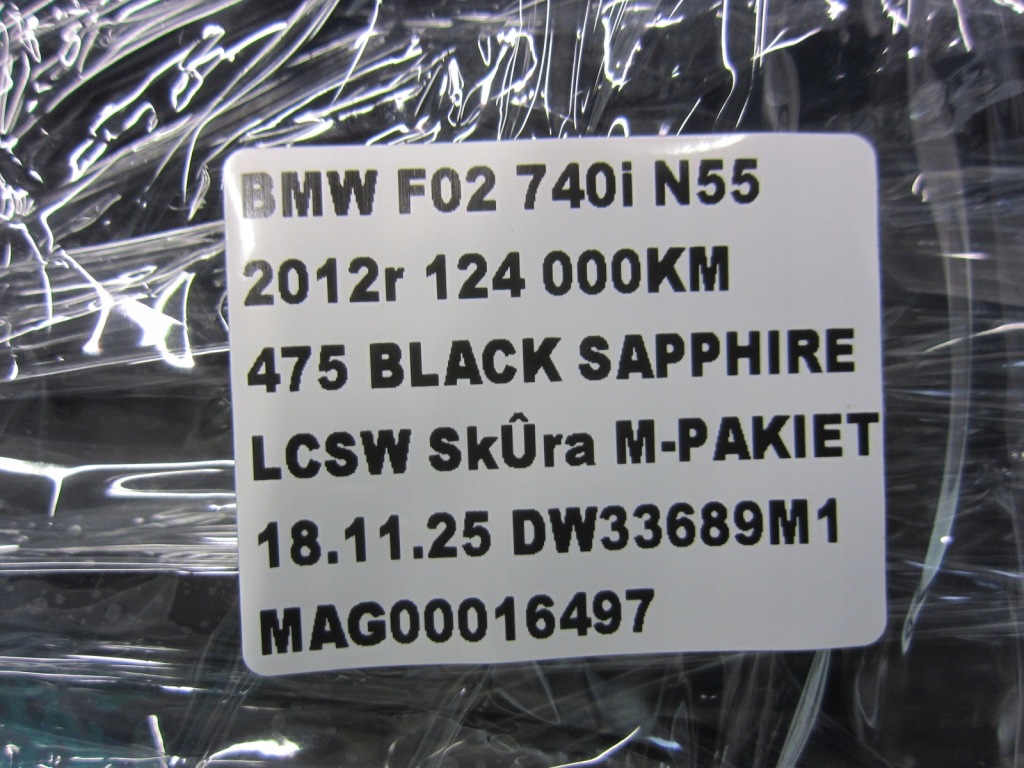 BMW F02 740i N55
2012r 124 000KM
475 BLACK SAPPHIRE
LCSW SkÛra M-PAKIET
18.11.25 DW33689M1
MAG00016497